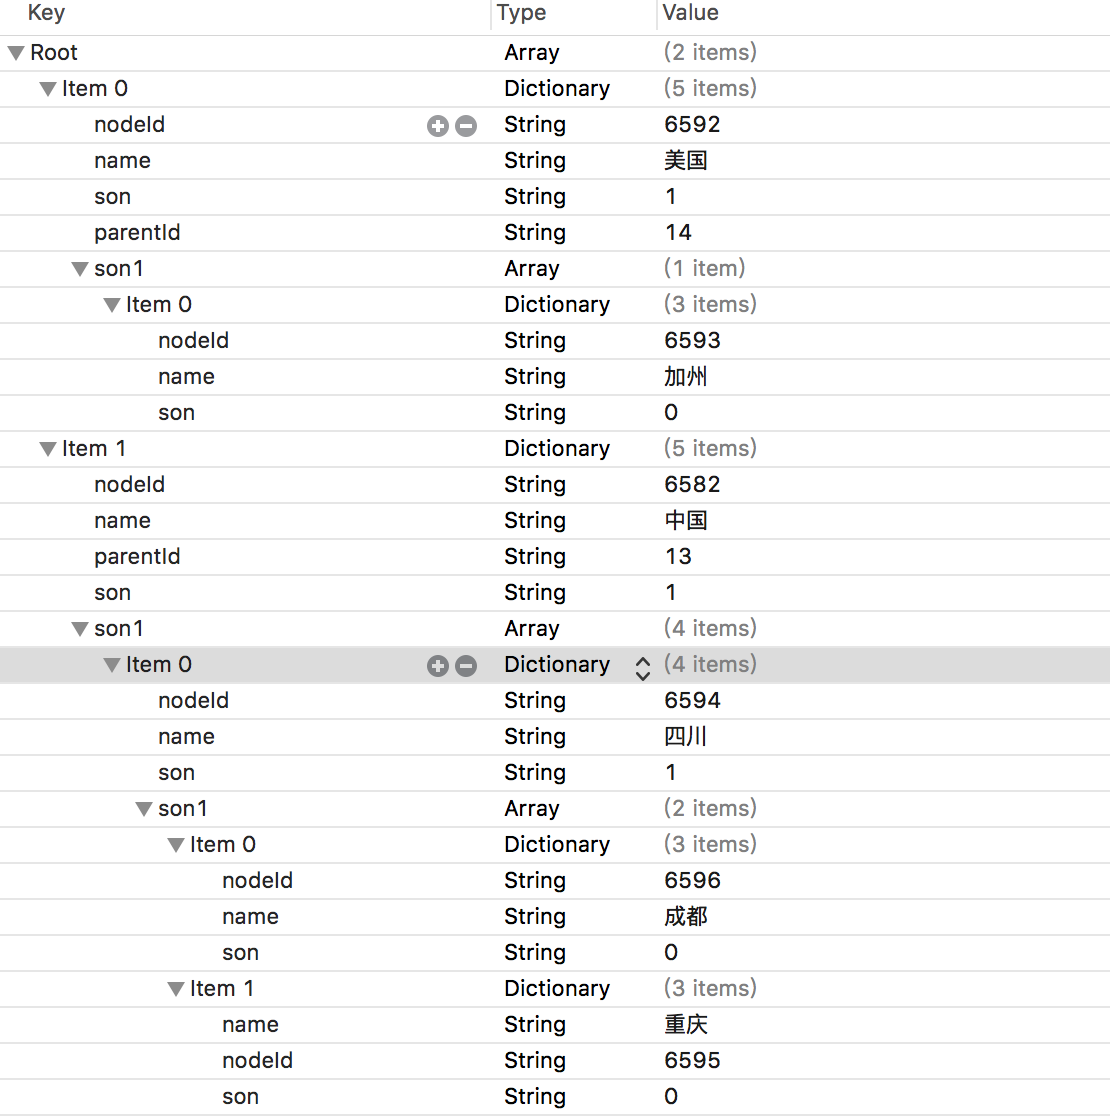 Key Type Value
Root Array (2 items)
Item 0 Dictionary (5 items)
nodeId String 6592
name String 美国
son String 1
parentId String 14
son1 Array (1 item)
Item 0 Dictionary (3 items)
nodeId String 6593
name String 加州
son String 0
Item 1 Dictionary (5 items)
nodeId String 6582
name String 中国
parentId String 13
son String 1
son1 Array (4 items)
Item 0 Dictionary (4 items)
nodeId String 6594
name String 四川
son String 1
son1 Array (2 items)
Item 0 Dictionary (3 items)
nodeId String 6596
name String 成都
son String 0
Item 1 Dictionary (3 items)
name String 重庆
nodeId String 6595
son String 0